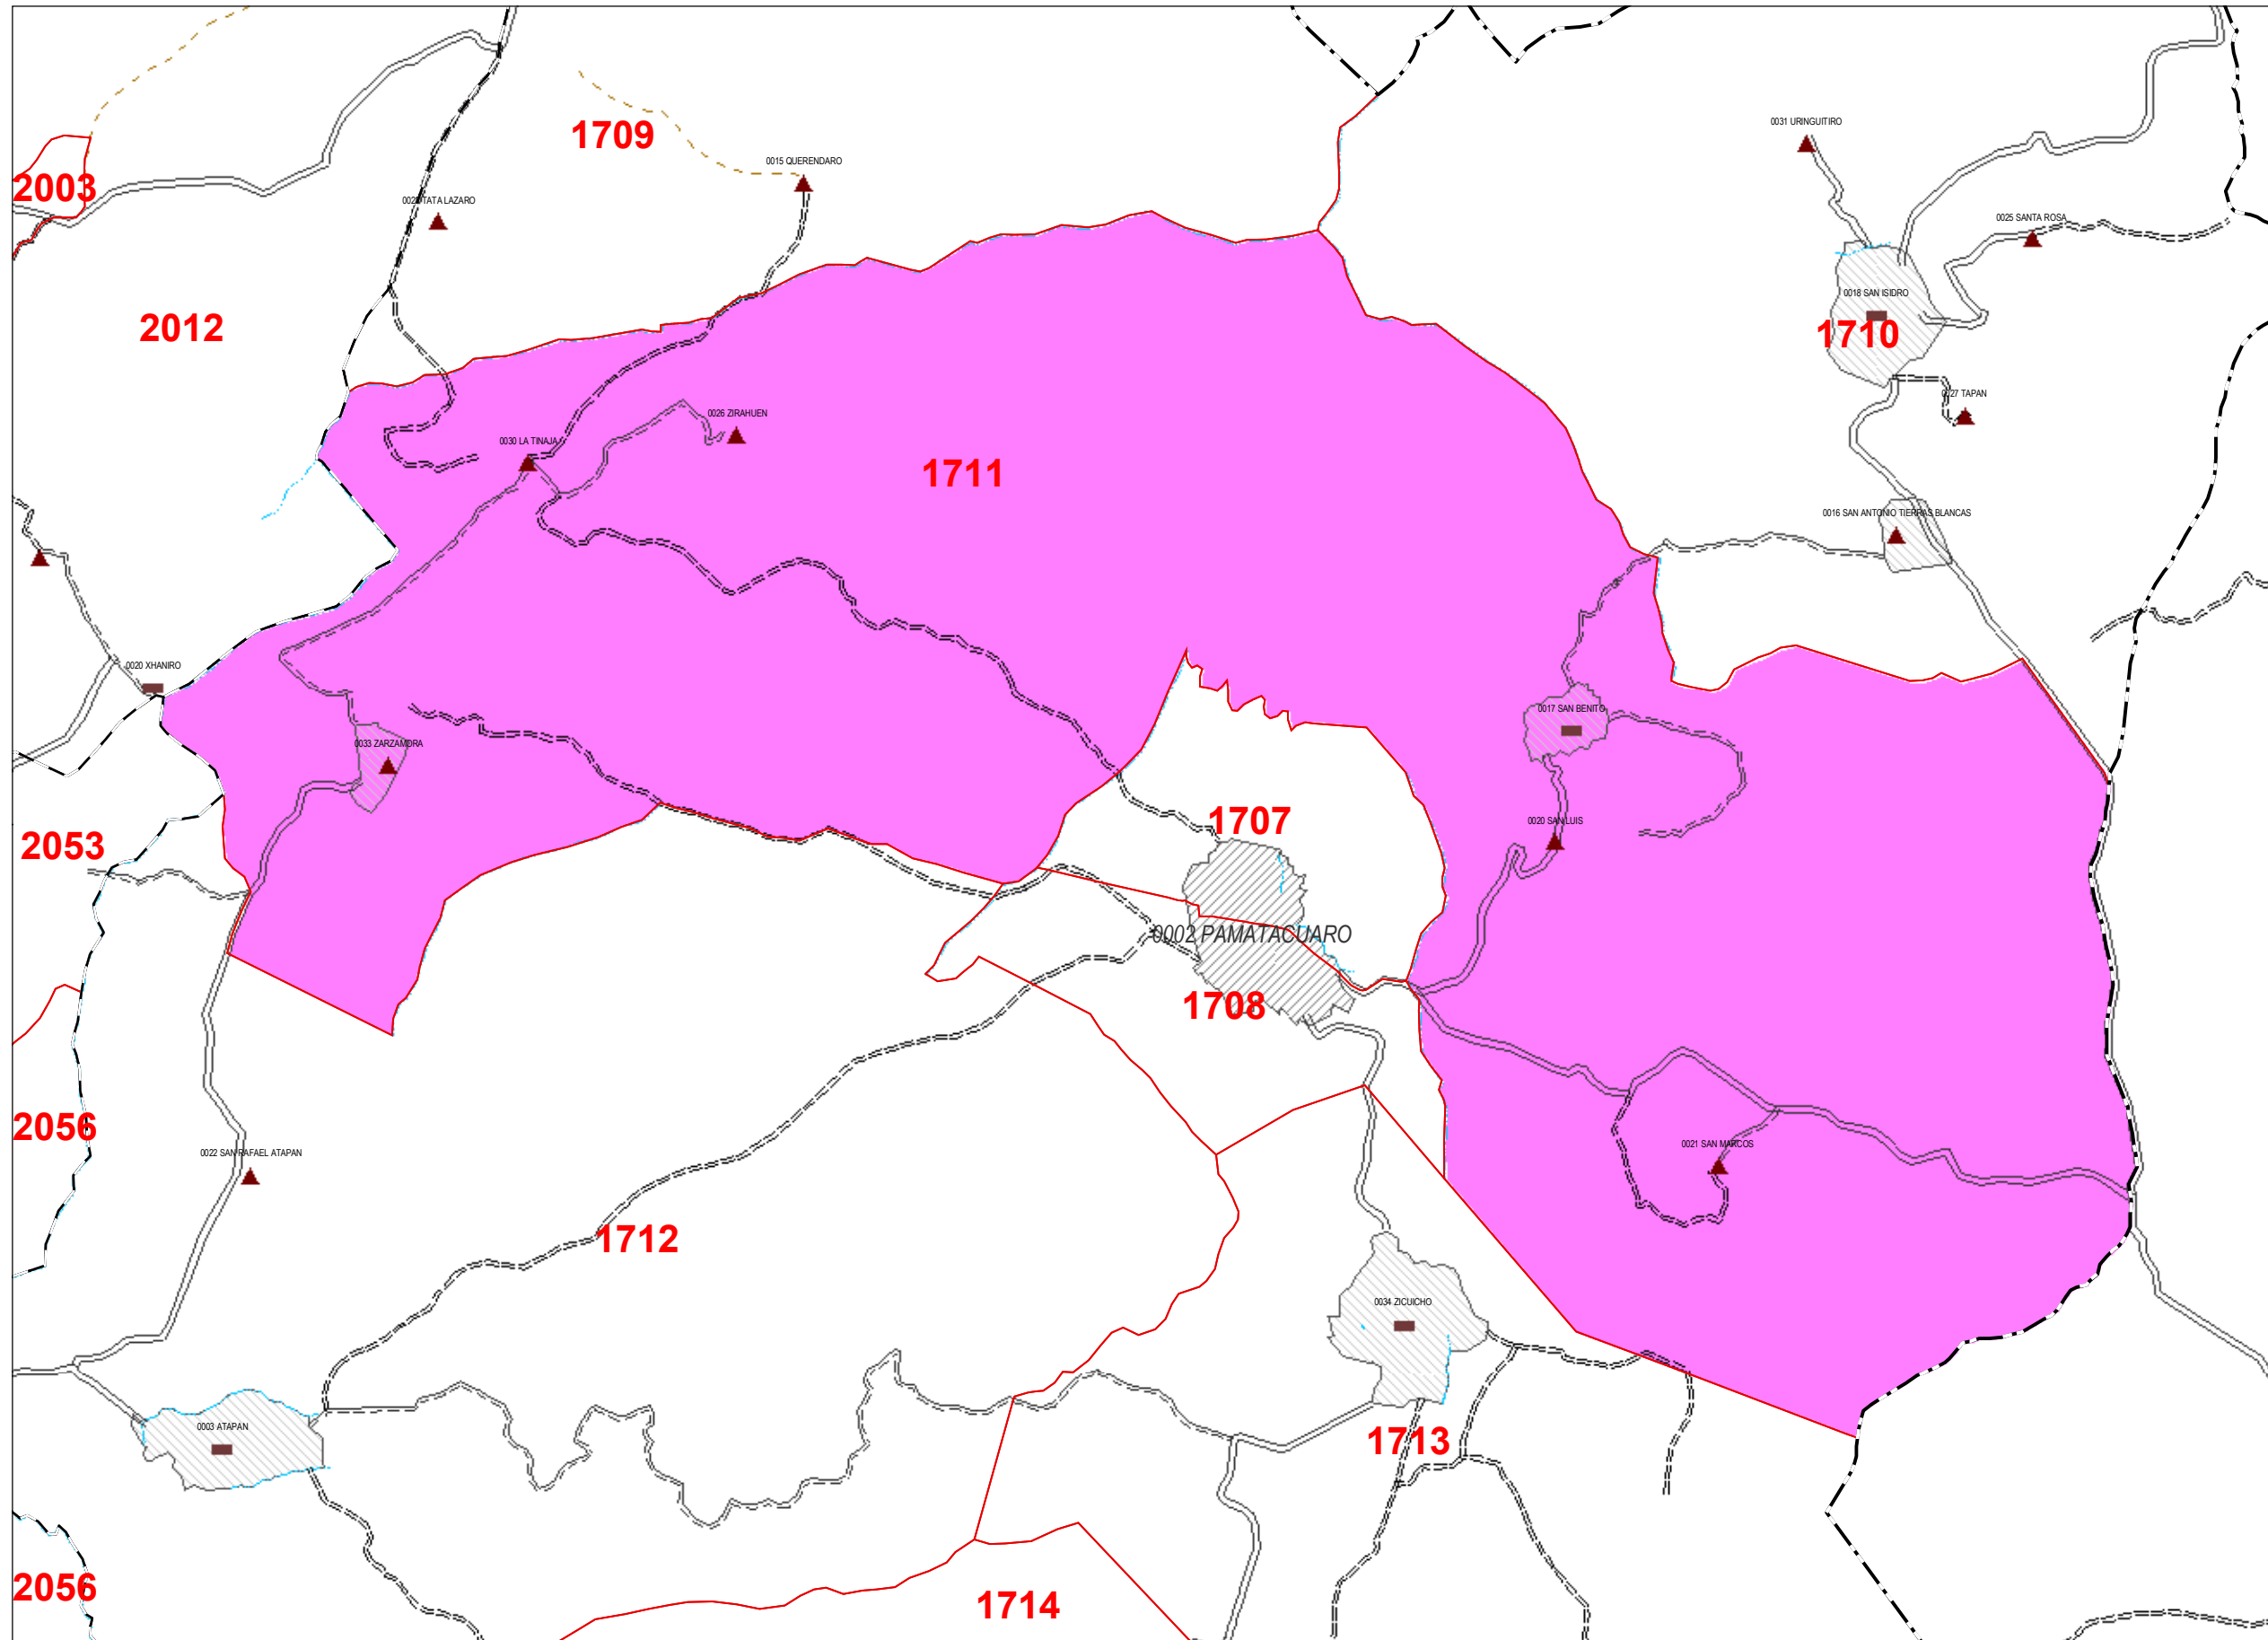 1709
0031 URINGUITIRO
0015 QUERENDARO
2003
TATA LAZARO
0025 SANTA ROSA
0018 SAN ISIDRO
2012
1710
0026 ZIRAHUEN
0027 TAPAN
0030 LA TINAJA
1711
0016 SAN ANTONIO TIERRAS BLANCAS
0020 XHANIRO
0017 SAN BENITO
0033 ZARZAMORA
1707
0020 SAN LUIS
2053
0002 PAMATACUARO
1708
2056
0021 SAN MARCOS
0022 SAN RAFAEL ATAPAN
1712
0034 ZICUICHO
0003 ATAPAN
1713
2056
1714